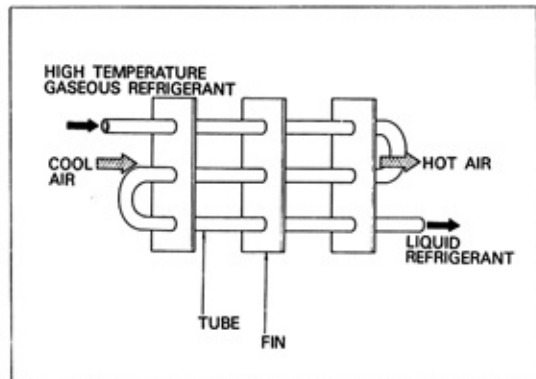 HIGH TEMPERATURE
GASEOUS REFRIGERANT
COOL
AIR
HOT AIR
LIQUID
REFRIGERANT
TUBE
FIN